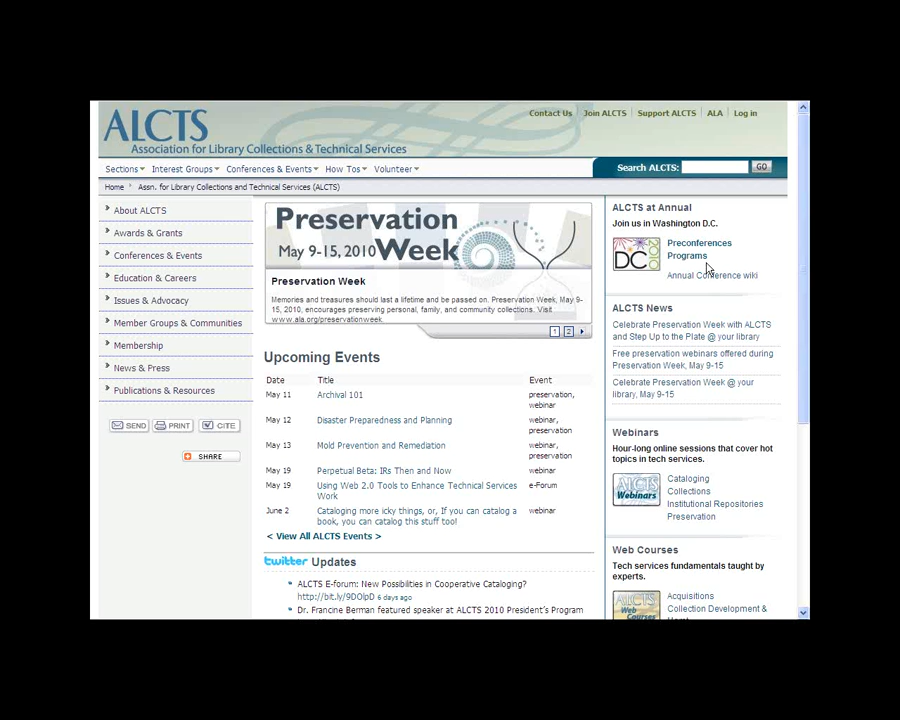 Contact Us Join ALCTS Support ALCTS ALA Log in
ALCTS
Association for Library Collections & Technical Services
Sections Interest Groups Conferences & Events How Tos Volunteer
Search ALCTS: GO
Home Assn. for Library Collections and Technical Services (ALCTS)
About ALCTS
Awards & Grants
Conferences & Events
Education & Careers
Issues & Advocacy
Member Groups & Communities
Membership
News & Press
Publications & Resources
SEND PRINT CITE
SHARE
Preservation
May 9-15, 2010 Week
Preservation Week
Memories and treasures should last a lifetime and be passed on. Preservation Week, May 9-
15, 2010, encourages preserving personal, family, and community collections. Visit
www.ala.org/preservationweek.
1 2
Upcoming Events
Date Title Event
May 11 Archival 101 preservation,
webinar
May 12 Disaster Preparedness and Planning webinar,
preservation
May 13 Mold Prevention and Remediation webinar,
preservation
May 19 Perpetual Beta: IRs Then and Now webinar
May 19 Using Web 2.0 Tools to Enhance Technical Services e-Forum
Work
June 2 Cataloging more icky things, or, If you can catalog a webinar
book, you can catalog this stuff too!
< View All ALCTS Events >
twitter Updates
ALCTS E-forum: New Possibilities in Cooperative Cataloging?
http://bit.ly/9DOlpD 6 days ago
Dr. Francine Berman featured speaker at ALCTS 2010 President's Program
ALCTS at Annual
Join us in Washington D.C.
DC 2010
Preconferences
Programs
Annual Conference wiki
ALCTS News
Celebrate Preservation Week with ALCTS
and Step Up to the Plate @ your library
Free preservation webinars offered during
Preservation Week, May 9-15
Celebrate Preservation Week @ your
library, May 9-15
Webinars
Hour-long online sessions that cover hot
topics in tech services.
ALCTS
Webinars
Cataloging
Collections
Institutional Repositories
Preservation
Web Courses
Tech services fundamentals taught by
experts.
ALCTS
Web
Courses
Acquisitions
Collection Development &